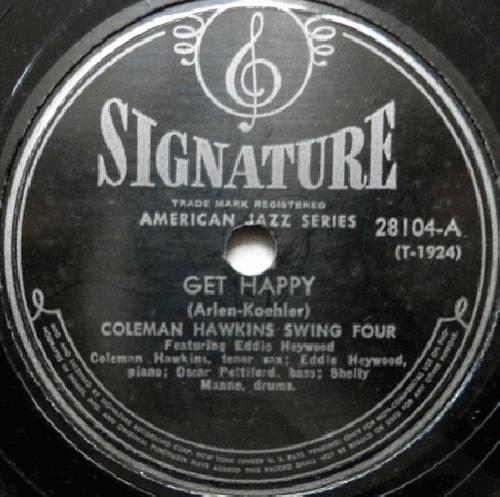 SIGNATURE
TRADE MARK REGISTERED
AMERICAN JAZZ SERIES
28104-A
(T-1924)
GET HAPPY
(Arlen-Koehler)
COLEMAN HAWKINS SWING FOUR
Featuring Eddie Heywood
Coleman Hawkins, tenor sax; Eddie Heywood,
piano; Oscar Pettiford, bass; Shelly
Manne, drums.